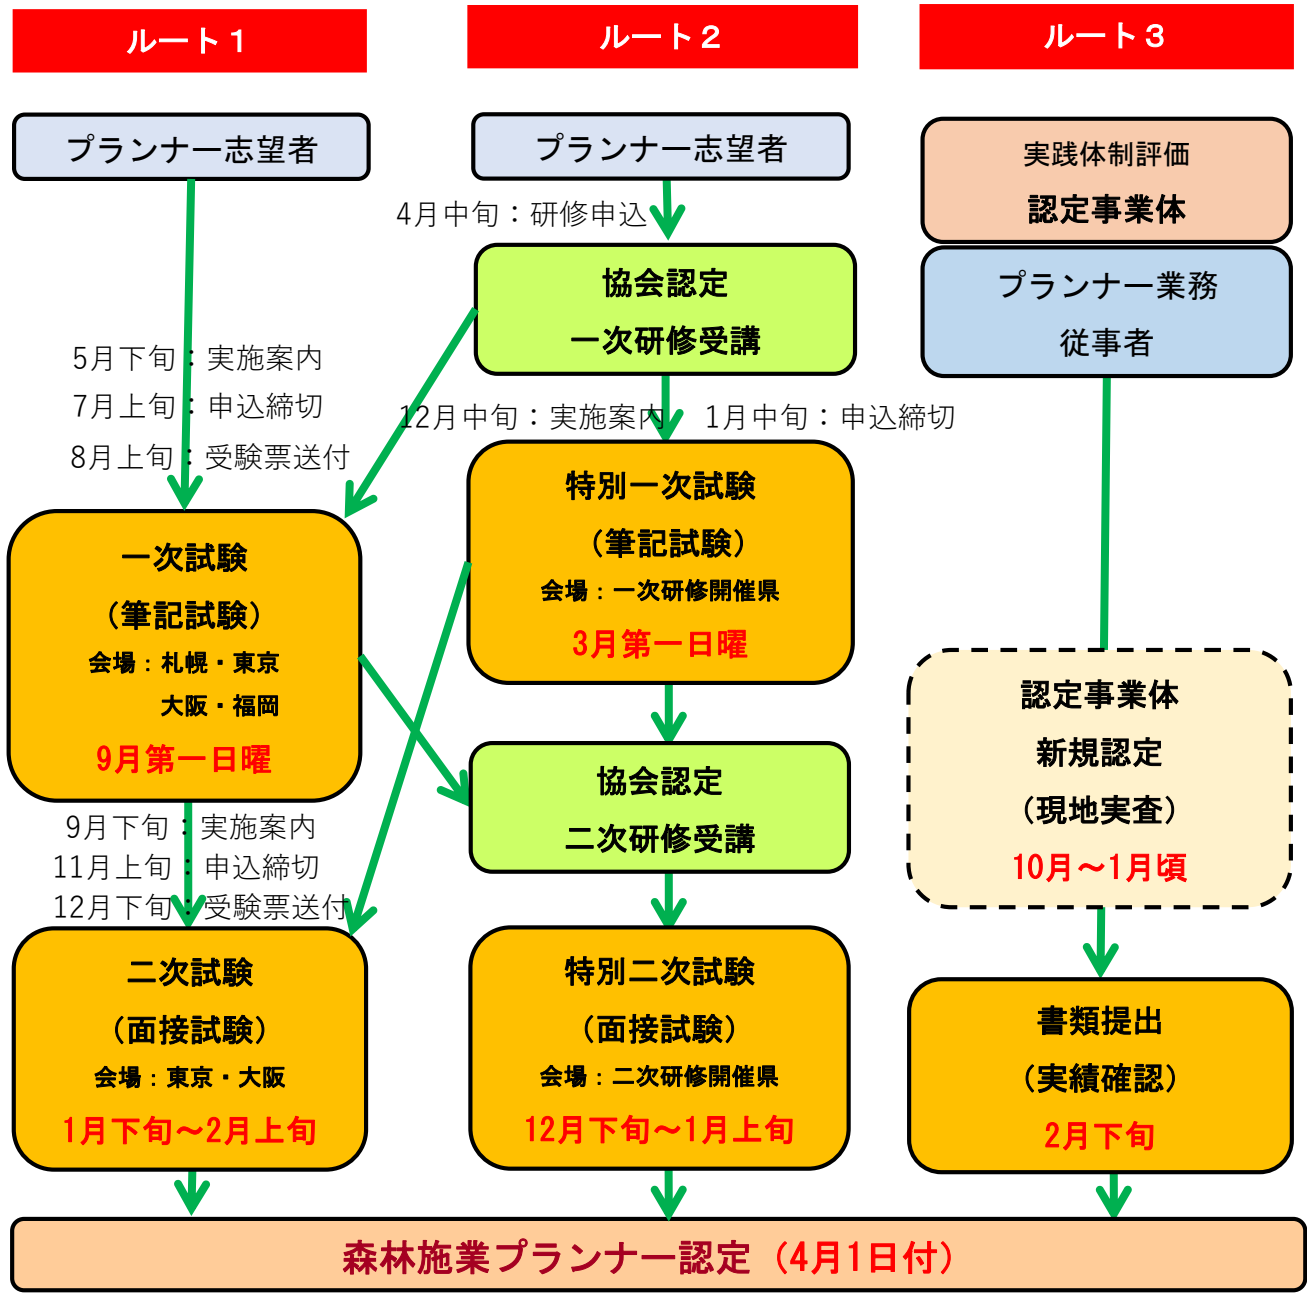 ルート１
プランナー志望者
5月下旬：実施案内
7月上旬：申込締切
8月上旬：受験票送付
一次試験
（筆記試験）
会場：札幌・東京
大阪・福岡
9月第一日曜
9月下旬：実施案内
11月上旬：申込締切
12月下旬：受験票送付
二次試験
（面接試験）
会場：東京・大阪
1月下旬～2月上旬
ルート２
プランナー志望者
4月中旬：研修申込
協会認定
一次研修受講
12月中旬：実施案内　1月中旬：申込締切
特別一次試験
（筆記試験）
会場：一次研修開催県
3月第一日曜
協会認定
二次研修受講
特別二次試験
（面接試験）
会場：二次研修開催県
12月下旬～1月上旬
ルート３
実践体制評価
認定事業体
プランナー業務
従事者
認定事業体
新規認定
（現地実査）
10月～1月頃
書類提出
（実績確認）
2月下旬
森林施業プランナー認定（4月1日付）